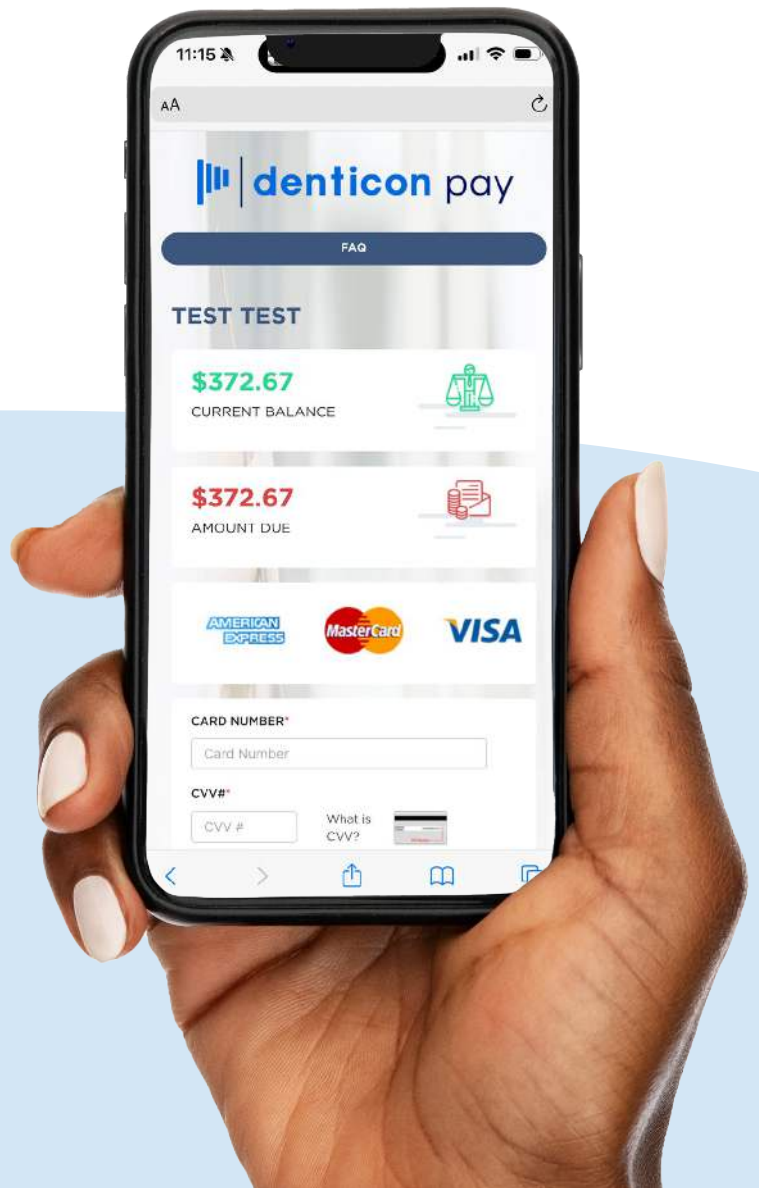 11:15
AA
denticon pay
FAQ
TEST TEST
$372.67
CURRENT BALANCE
$372.67
AMOUNT DUE
AMERICAN EXPRESS
MasterCard
VISA
CARD NUMBER*
Card Number
CVV#*
CVV #
What is
CVV?